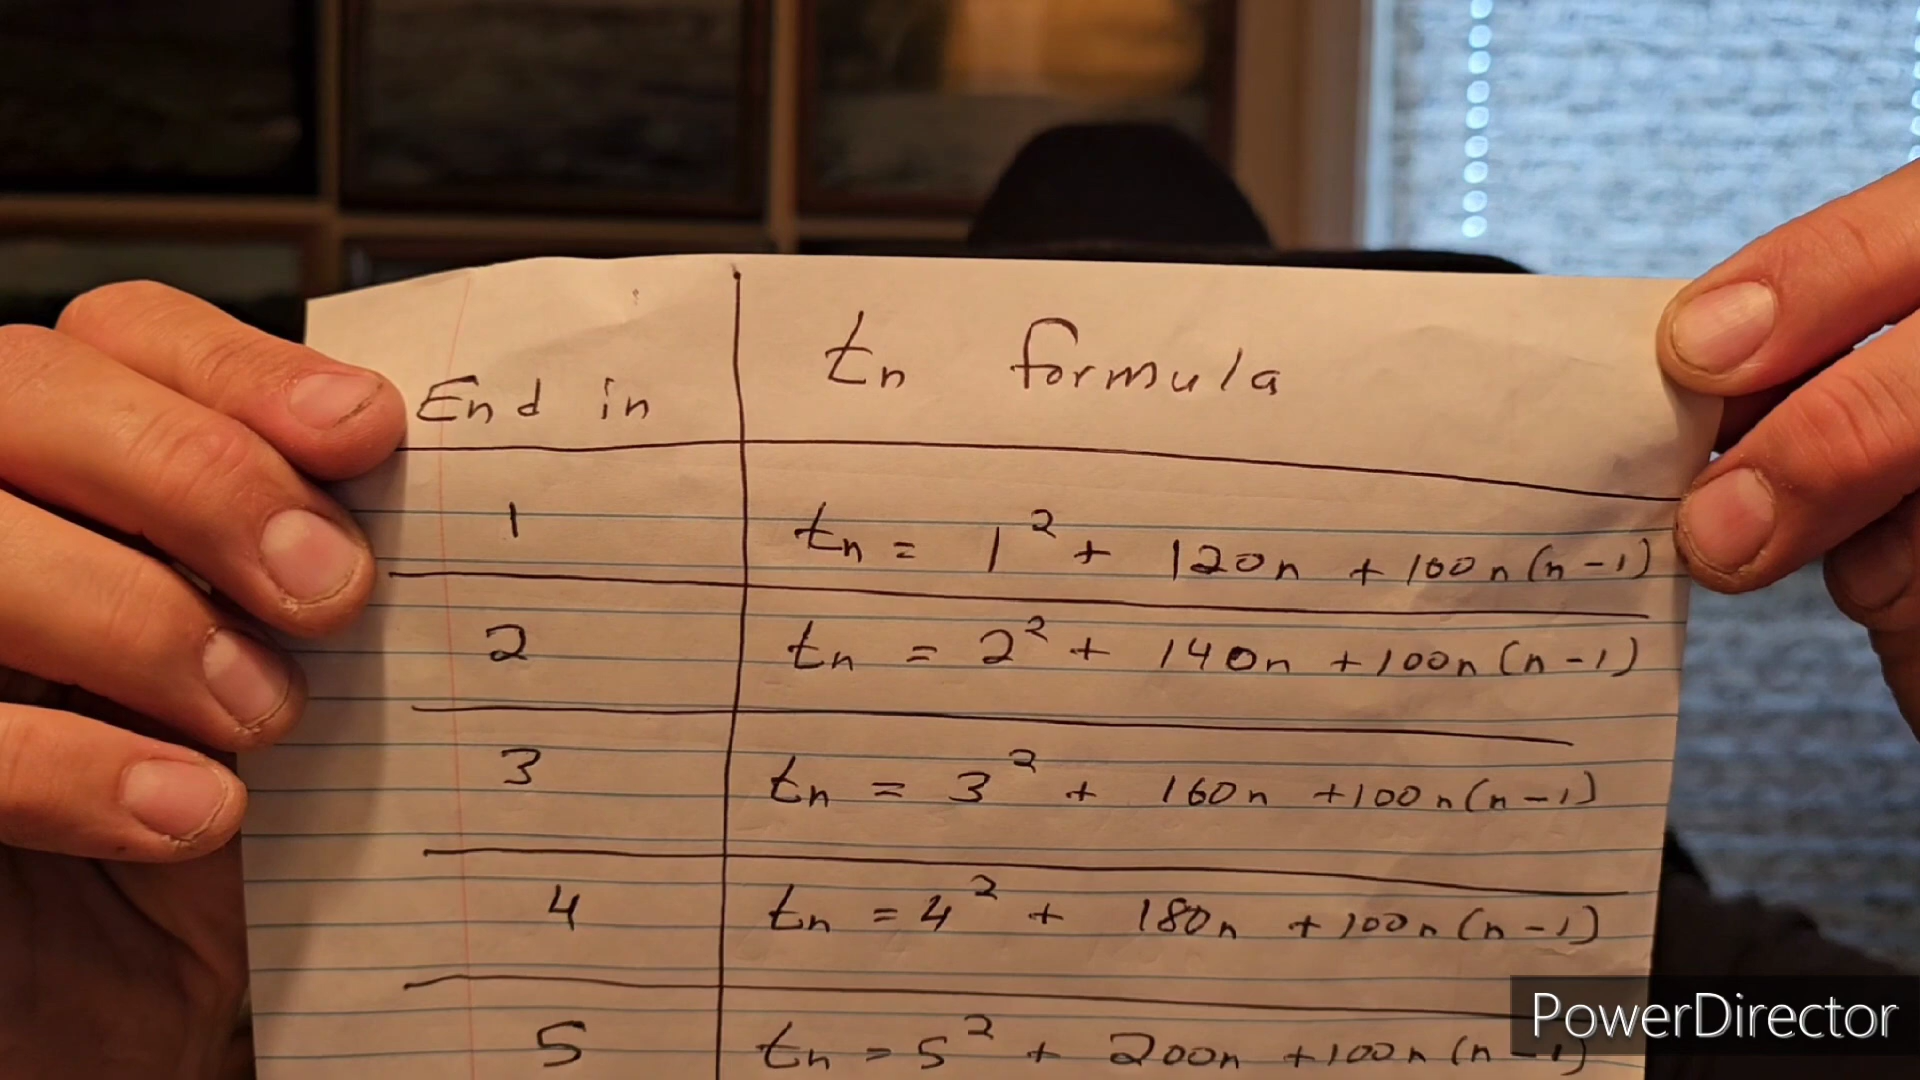 End in tn formula
1 tn = 1² + 120n + 100n(n-1)
2 tn = 2² + 140n + 100n(n-1)
3 tn = 3² + 160n + 100n(n-1)
4 tn = 4² + 180n + 100n(n-1)
5 tn = 5² + 200n + 100n(n-1)
PowerDirector